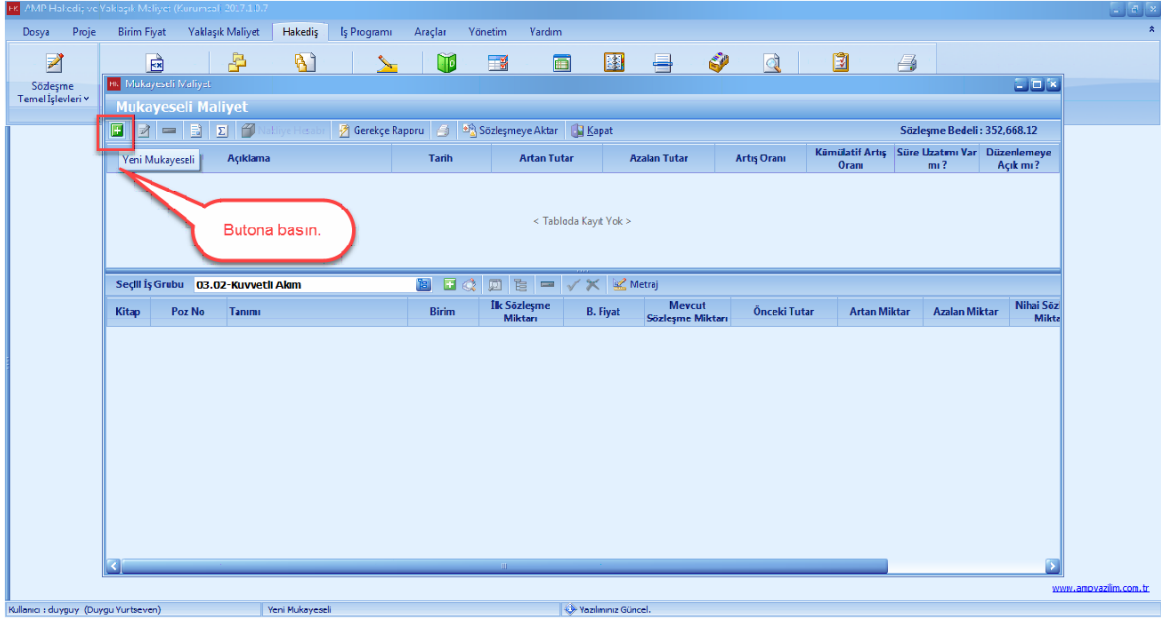 AMP Hakediş ve Yaklaşık Maliyet (Kurumsal) 2017.1.0.7
Dosya Proje Birim Fiyat Yaklaşık Maliyet Hakediş İş Programı Araçlar Yönetim Yardım
Sözleşme
Temel İşlevleri
Mukayeseli Maliyet
Mukayeseli Maliyet
Gerekçe Raporu Sözleşmeye Aktar Kapat Sözleşme Bedeli : 352,668.12
Yeni Mukayeseli Açıklama Tarih Artan Tutar Azalan Tutar Artış Oranı Kümülatif Artış Oranı Süre Uzatımı Var mı ? Düzenlemeye Açık mı ?
Butona basın.
< Tabloda Kayıt Yok >
Seçili İş Grubu 03.02-Kuvvetli Akım Metraj
Kitap Poz No Tanımı Birim İlk Sözleşme Miktarı B. Fiyat Mevcut Sözleşme Miktarı Önceki Tutar Artan Miktar Azalan Miktar Nihai Söz Mikta
www.ampyazilim.com.tr
Kullanıcı : duyguy (Duygu Yurtseven) Yeni Mukayeseli Yazılımınız Güncel.